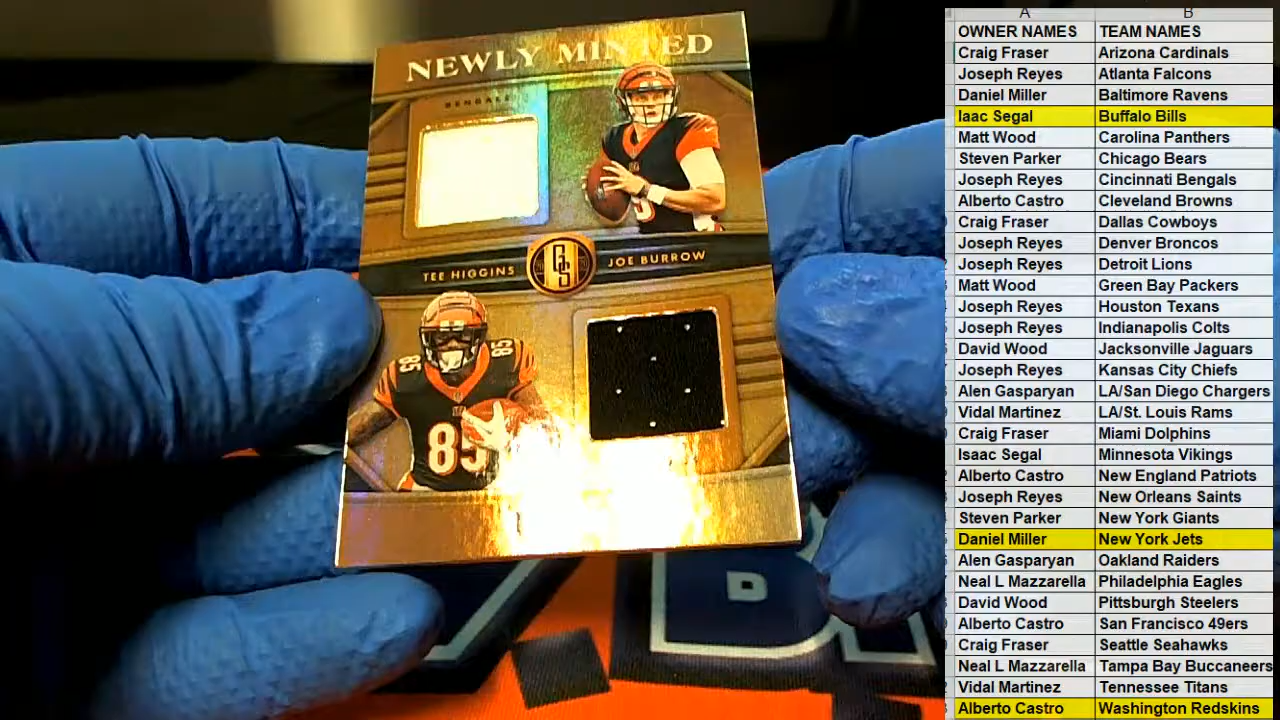 NEWLY MINTED
BENGALS
TEE HIGGINS GS JOE BURROW
85 85
85
9
A B
OWNER NAMES TEAM NAMES
Craig Fraser Arizona Cardinals
Joseph Reyes Atlanta Falcons
Daniel Miller Baltimore Ravens
Iaac Segal Buffalo Bills
Matt Wood Carolina Panthers
Steven Parker Chicago Bears
Joseph Reyes Cincinnati Bengals
Alberto Castro Cleveland Browns
Craig Fraser Dallas Cowboys
Joseph Reyes Denver Broncos
Joseph Reyes Detroit Lions
Matt Wood Green Bay Packers
Joseph Reyes Houston Texans
Joseph Reyes Indianapolis Colts
David Wood Jacksonville Jaguars
Joseph Reyes Kansas City Chiefs
Alen Gasparyan LA/San Diego Chargers
Vidal Martinez LA/St. Louis Rams
Craig Fraser Miami Dolphins
Isaac Segal Minnesota Vikings
Alberto Castro New England Patriots
Joseph Reyes New Orleans Saints
Steven Parker New York Giants
Daniel Miller New York Jets
Alen Gasparyan Oakland Raiders
Neal L Mazzarella Philadelphia Eagles
David Wood Pittsburgh Steelers
Alberto Castro San Francisco 49ers
Craig Fraser Seattle Seahawks
Neal L Mazzarella Tampa Bay Buccaneers
Vidal Martinez Tennessee Titans
Alberto Castro Washington Redskins